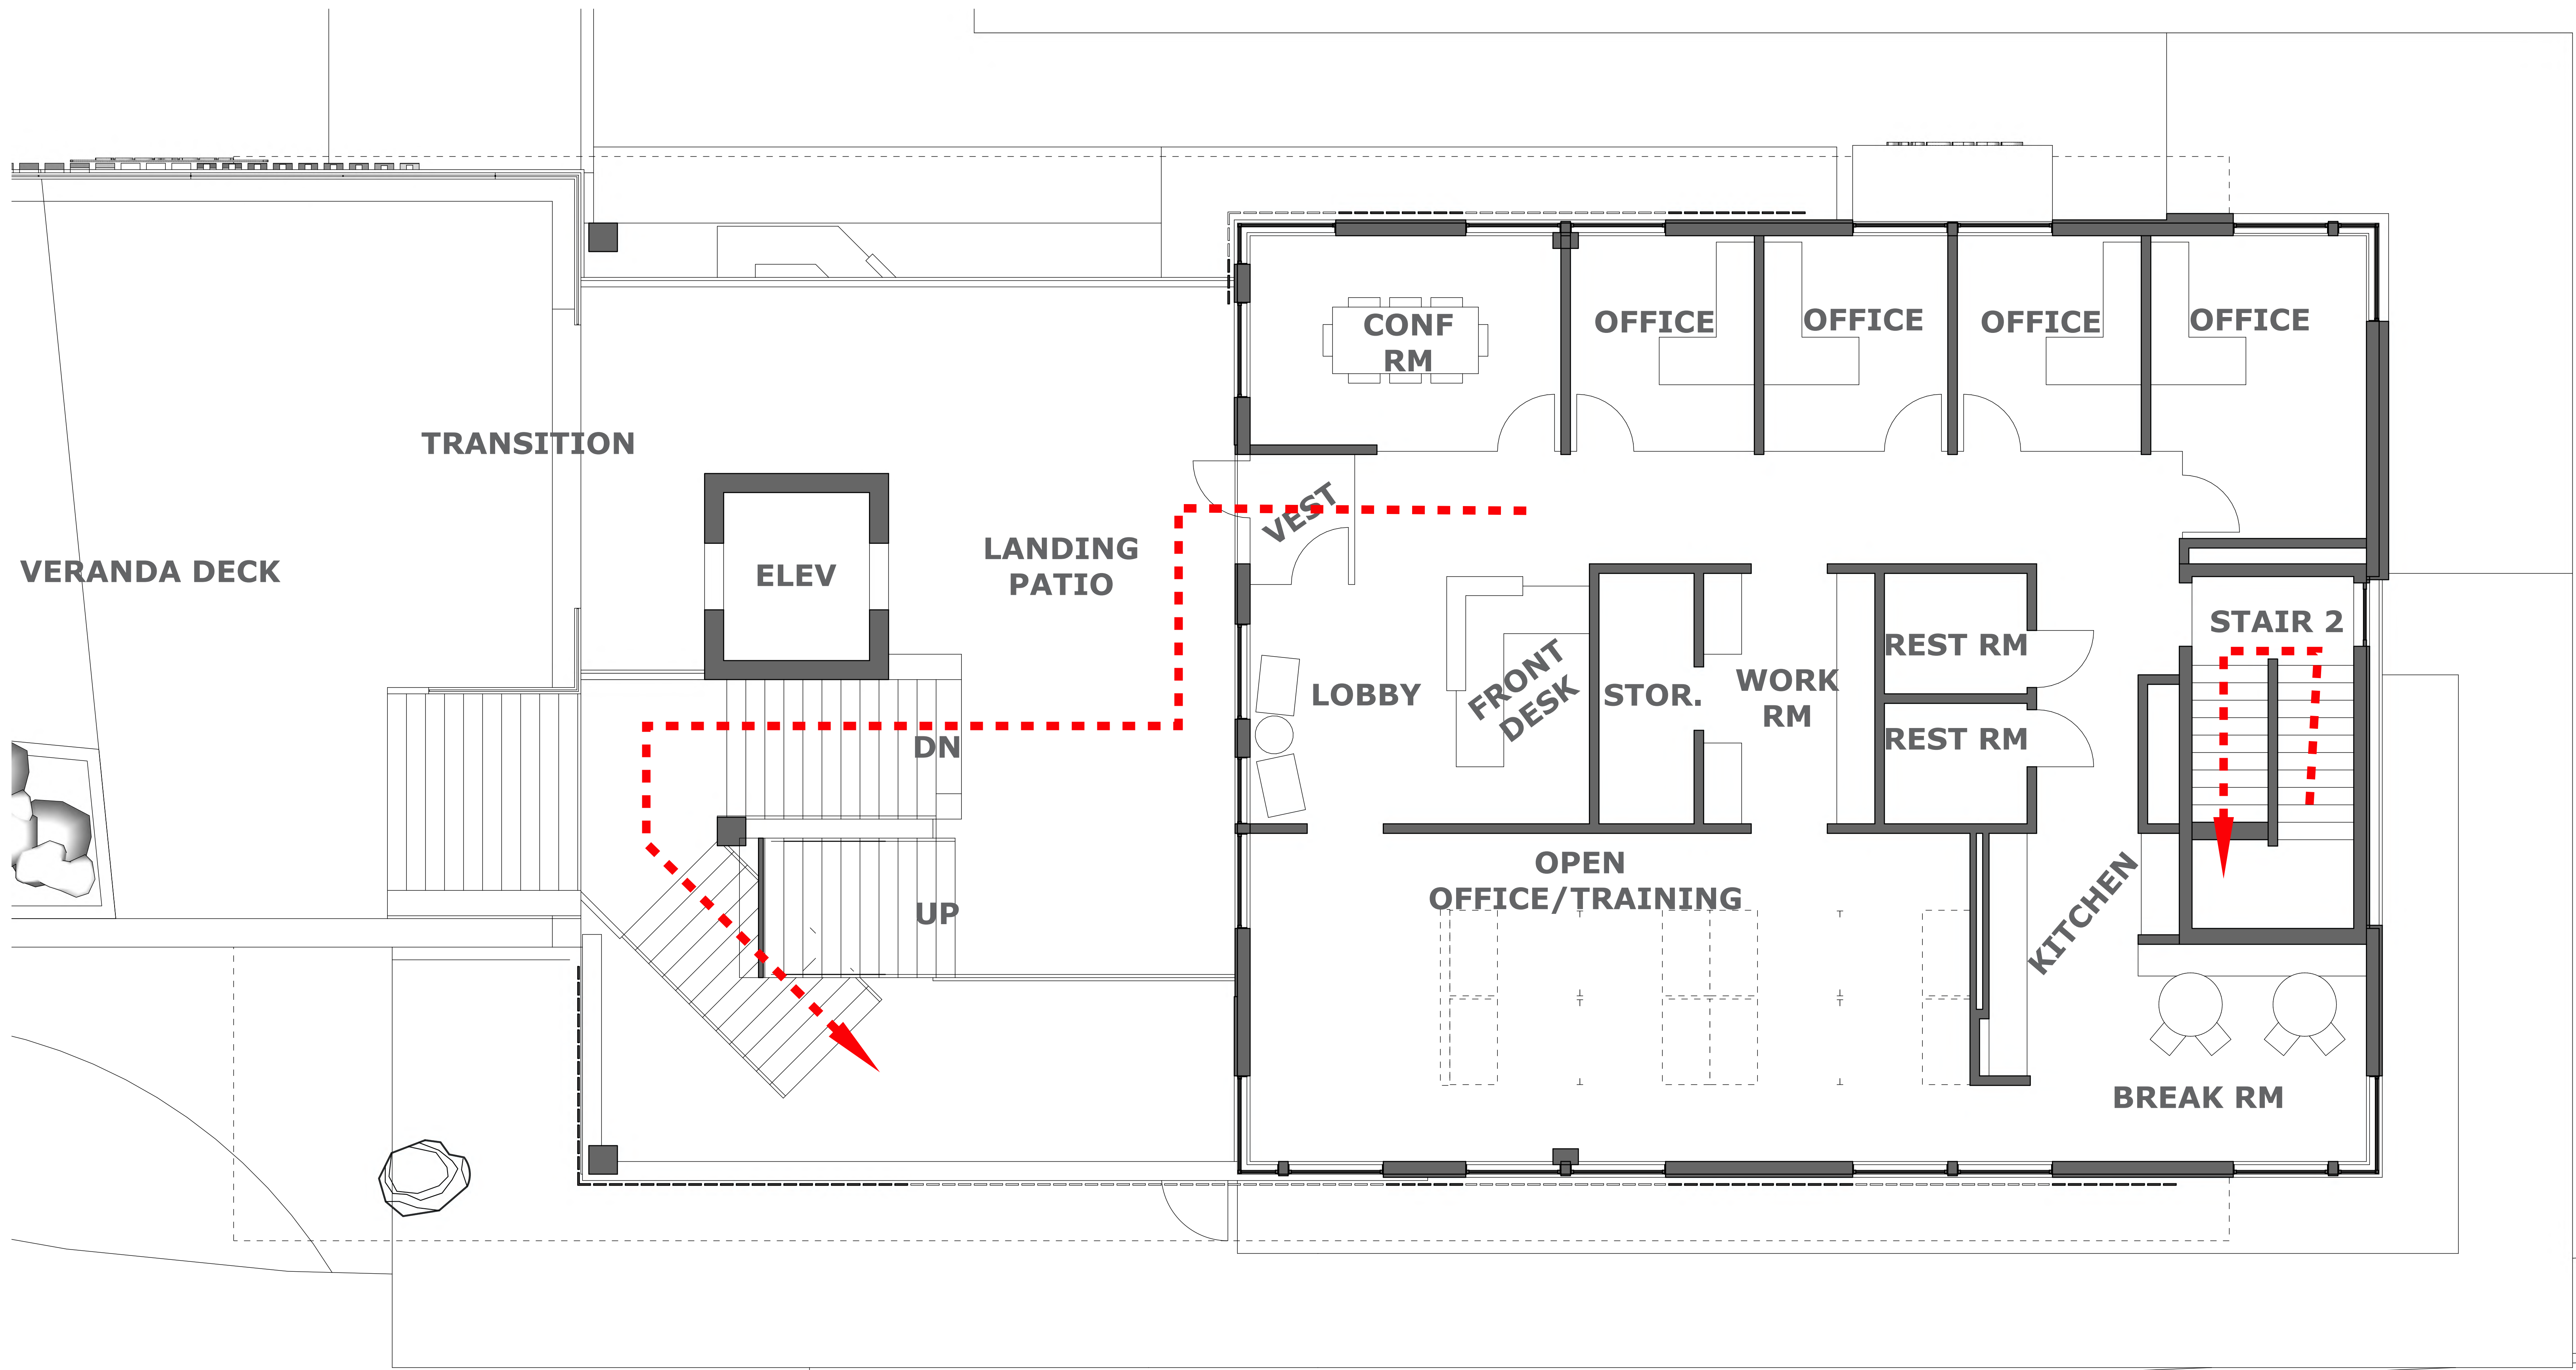 CONF
RM
OFFICE
OFFICE
OFFICE
OFFICE
TRANSITION
VEST
LANDING
PATIO
ELEV
VERANDA DECK
STAIR 2
REST RM
LOBBY
FRONT
DESK
STOR.
WORK
RM
REST RM
DN
OPEN
OFFICE/TRAINING
UP
KITCHEN
BREAK RM